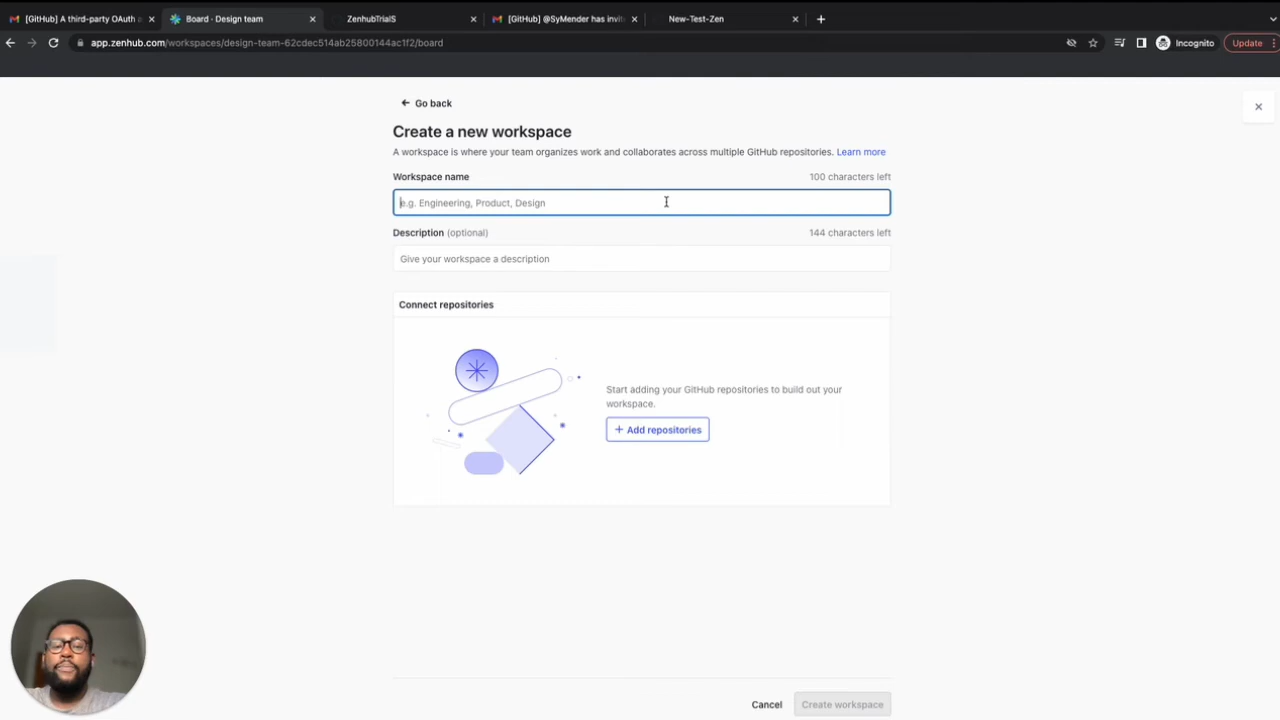 [GitHub] A third-party OAuth a
Board · Design team
ZenhubTrialS
[GitHub] @SyMender has invite
New-Test-Zen
app.zenhub.com/workspaces/design-team-62cdec514ab25800144ac1f2/board
Incognito
Update
Go back
Create a new workspace
A workspace is where your team organizes work and collaborates across multiple GitHub repositories. Learn more
Workspace name
100 characters left
e.g. Engineering, Product, Design
Description (optional)
144 characters left
Give your workspace a description
Connect repositories
Start adding your GitHub repositories to build out your
workspace.
+ Add repositories
Cancel
Create workspace